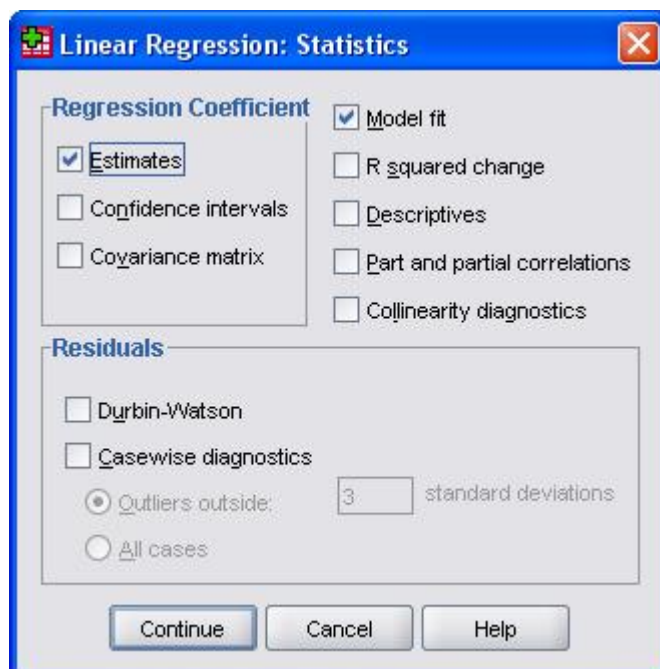 Linear Regression: Statistics
Regression Coefficient
Estimates
Confidence intervals
Covariance matrix
Model fit
R squared change
Descriptives
Part and partial correlations
Collinearity diagnostics
Residuals
Durbin-Watson
Casewise diagnostics
Outliers outside: 3 standard deviations
All cases
Continue Cancel Help